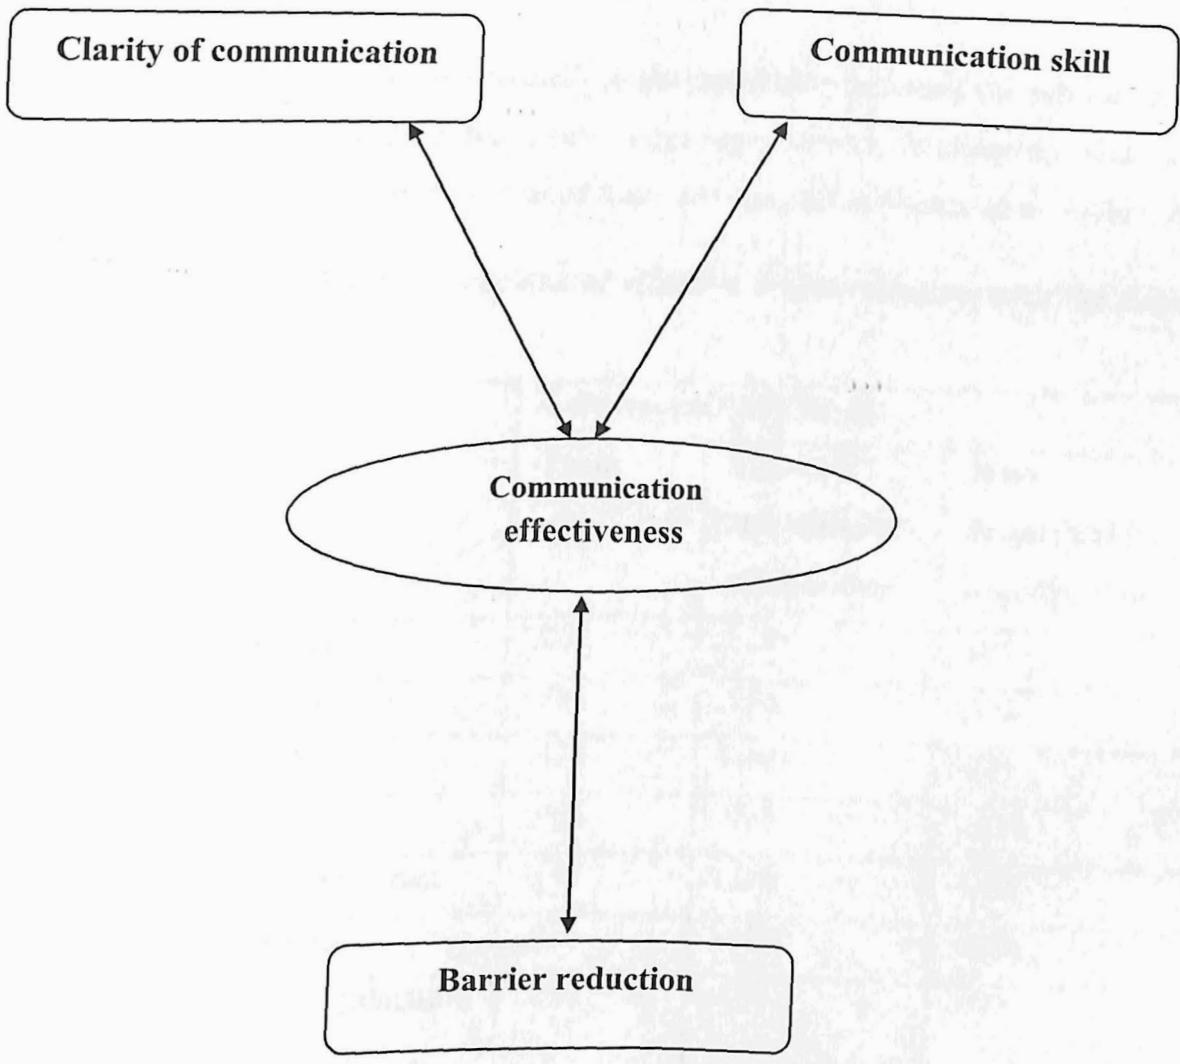 Clarity of communication
Communication skill
Communication
effectiveness
Barrier reduction